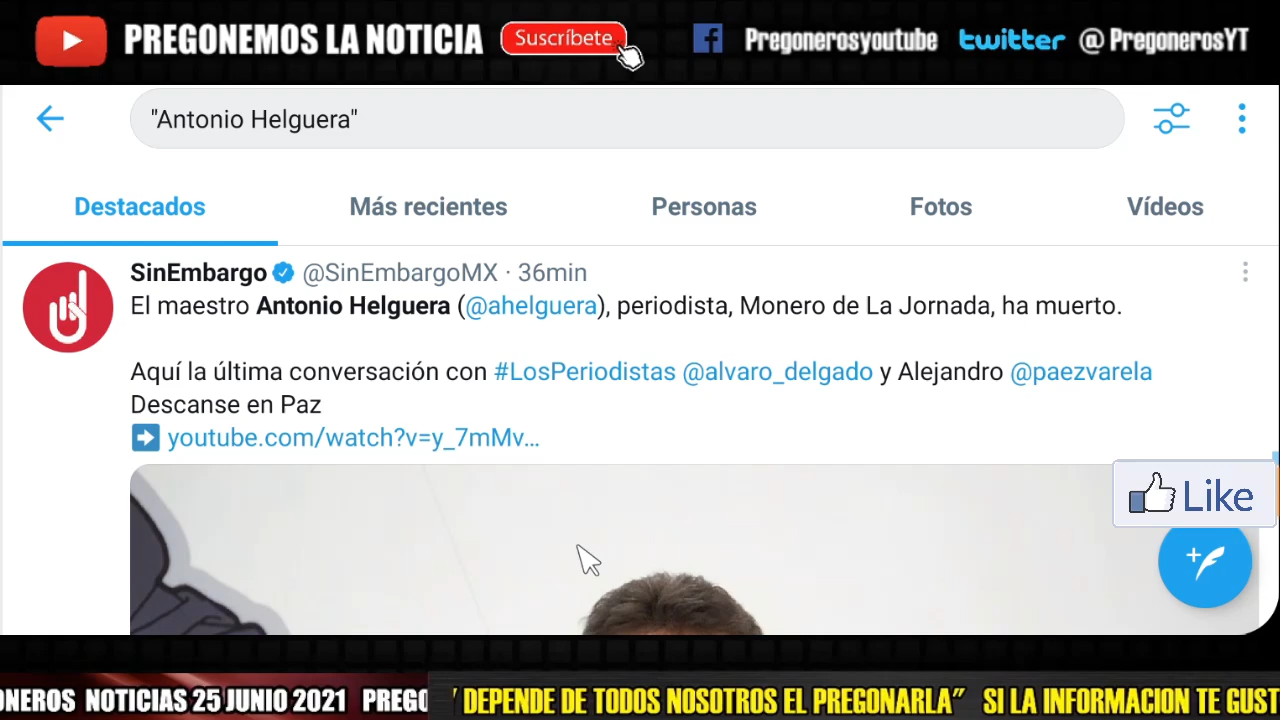 PREGONEMOS LA NOTICIA
Suscríbete
Pregonerosyoutube
twitter @PregonerosYT
"Antonio Helguera"
Destacados Más recientes Personas Fotos Vídeos
SinEmbargo @SinEmbargoMX · 36min
El maestro Antonio Helguera (@ahelguera), periodista, Monero de La Jornada, ha muerto.
Aquí la última conversación con #LosPeriodistas @alvaro_delgado y Alejandro @paezvarela
Descanse en Paz
youtube.com/watch?v=y_7mMv…
Like
ONEROS NOTICIAS 25 JUNIO 2021 PREGO
Y DEPENDE DE TODOS NOSOTROS EL PREGONARLA" SI LA INFORMACION TE GUST